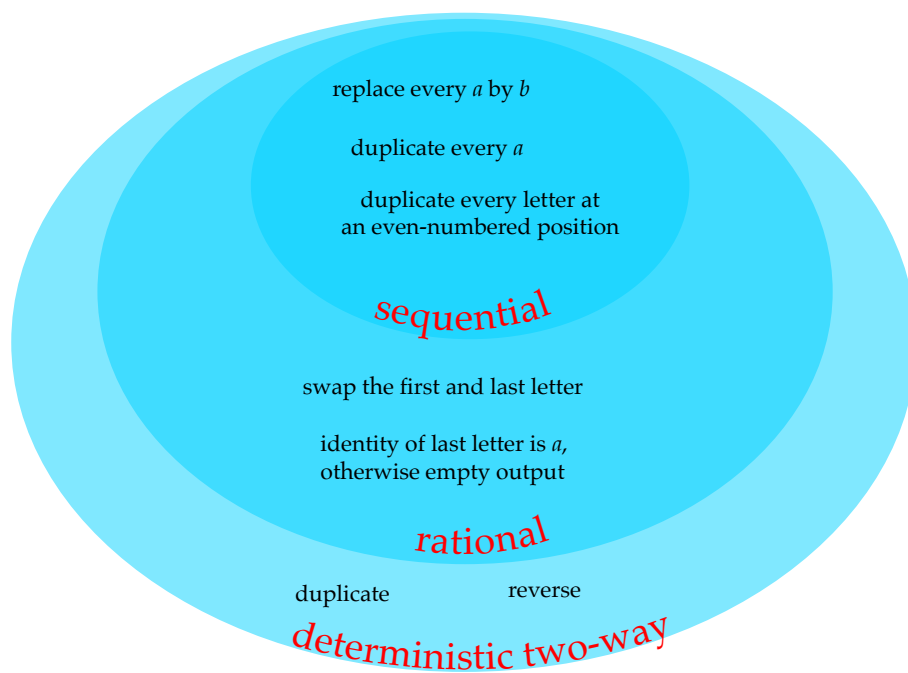 replace every a by b
duplicate every a
duplicate every letter at
an even-numbered position
sequential
swap the first and last letter
identity of last letter is a,
otherwise empty output
rational
duplicate
reverse
deterministic two-way